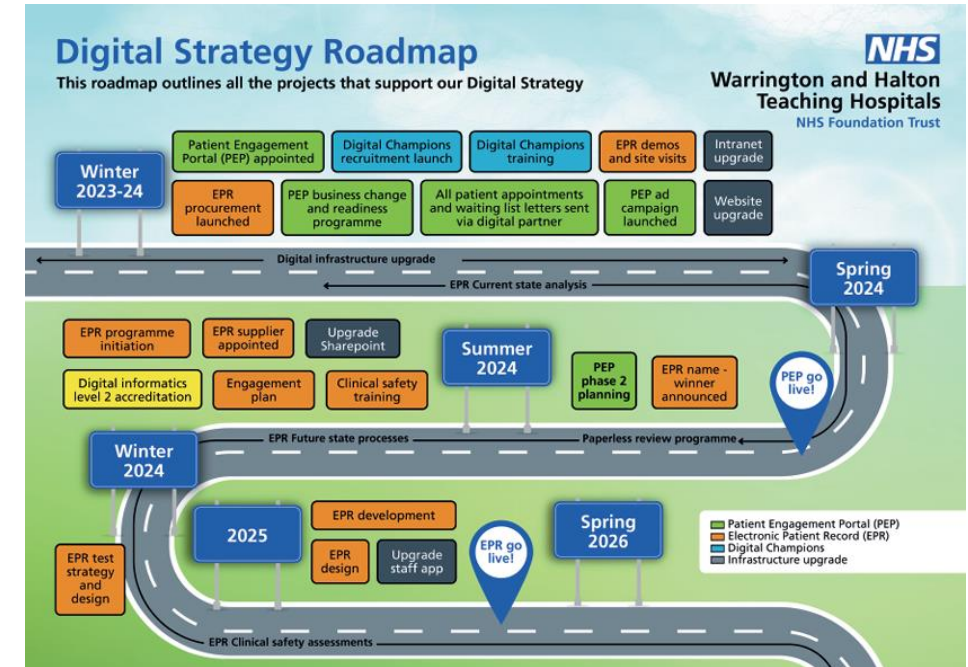 Digital Strategy Roadmap
This roadmap outlines all the projects that support our Digital Strategy
NHS
Warrington and Halton
Teaching Hospitals
NHS Foundation Trust
Winter
2023-24
Patient Engagement
Portal (PEP) appointed
Digital Champions
recruitment launch
Digital Champions
training
EPR demos
and site visits
Intranet
upgrade
EPR
procurement
launched
PEP business change
and readiness
programme
All patient appointments
and waiting list letters sent
via digital partner
PEP ad
campaign
launched
Website
upgrade
Digital infrastructure upgrade
EPR Current state analysis
Spring
2024
EPR programme
initiation
EPR supplier
appointed
Upgrade
Sharepoint
Digital informatics
level 2 accreditation
Engagement
plan
Clinical safety
training
Summer
2024
PEP
phase 2
planning
EPR name -
winner
announced
PEP go
live!
EPR Future state processes
Paperless review programme
Winter
2024
EPR test
strategy
and
design
2025
EPR development
EPR
design
Upgrade
staff app
EPR go
live!
Spring
2026
Patient Engagement Portal (PEP)
Electronic Patient Record (EPR)
Digital Champions
Infrastructure upgrade
EPR Clinical safety assessments